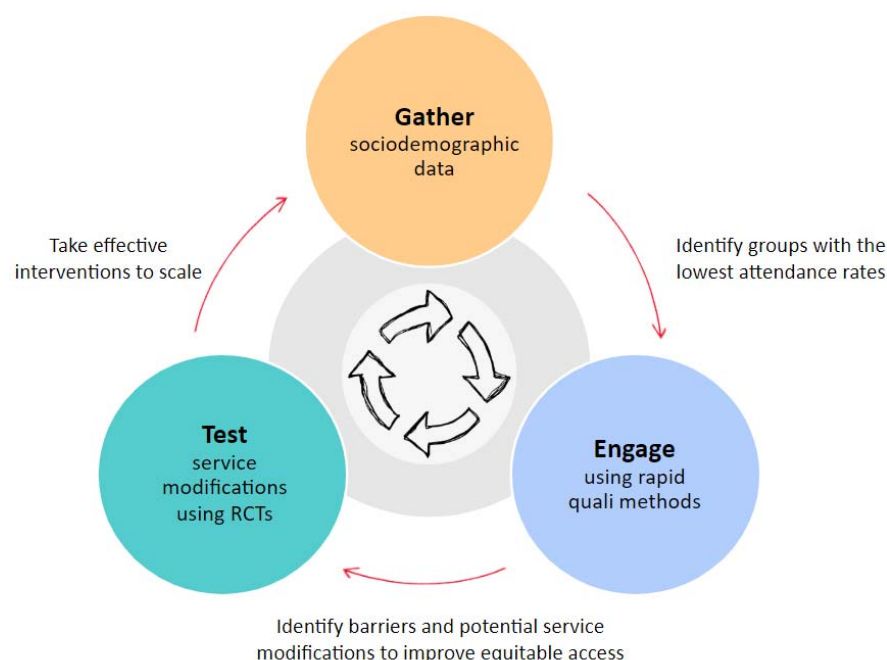 Gather
sociodemographic
data
Take effective
interventions to scale
Identify groups with the
lowest attendance rates
Test
service
modifications
using RCTs
Engage
using rapid
quali methods
Identify barriers and potential service
modifications to improve equitable access